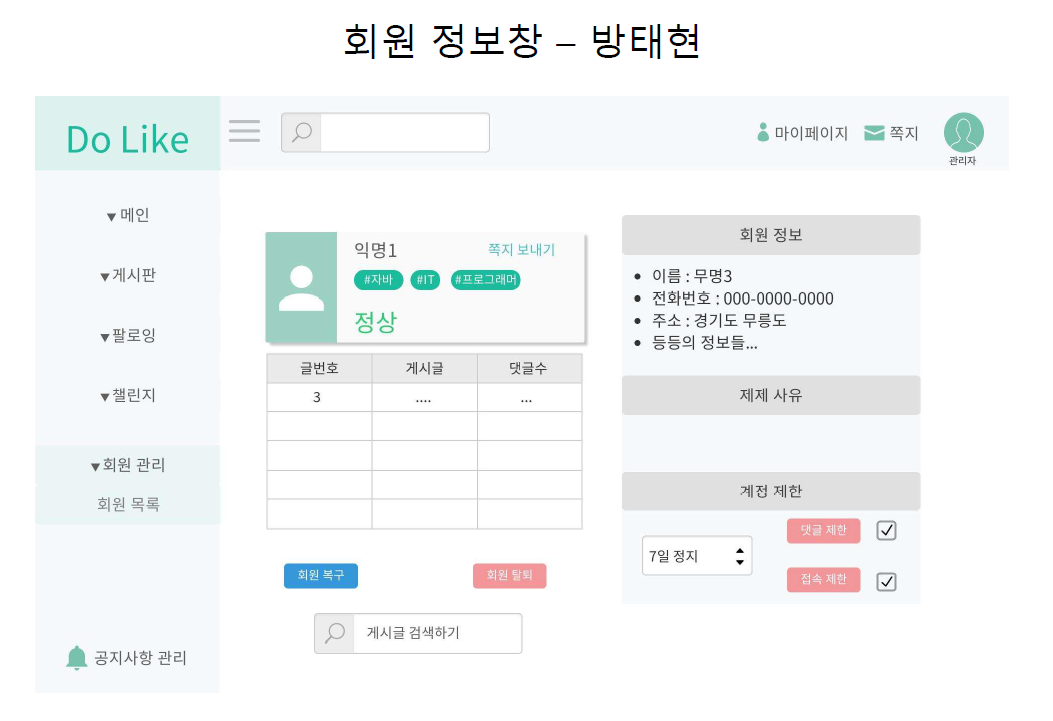 회원 정보창 – 방태현
Do Like
마이페이지
쪽지
관리자
▼메인
▼게시판
▼팔로잉
▼챌린지
▼회원 관리
회원 목록
공지사항 관리
익명1
쪽지 보내기
#자바 #IT #프로그래머
정상
글번호 게시글 댓글수
3 .... ...
회원 복구
회원 탈퇴
게시글 검색하기
회원 정보
• 이름 : 무명3
• 전화번호 : 000-0000-0000
• 주소 : 경기도 무릉도
• 등등의 정보들...
제제 사유
계정 제한
7일 정지
댓글 제한
접속 제한